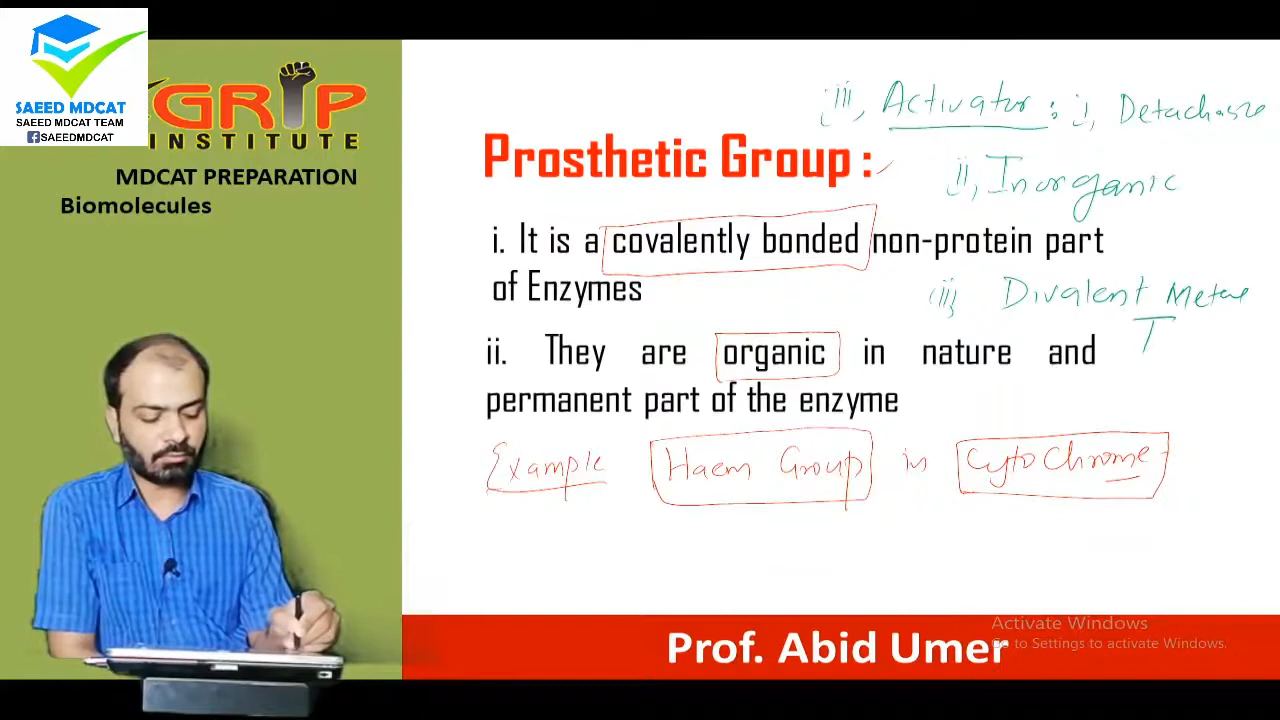 SAEED MDCAT
SAEED MDCAT TEAM
SAEEDMDCAT
GRIP
INSTITUTE
MDCAT PREPARATION
Biomolecules
iii, Activator : i, Detachable
ii, Inorganic
Prosthetic Group :
i. It is a covalently bonded non-protein part
of Enzymes
iii, Divalent Metal
ii. They are organic in nature and
permanent part of the enzyme
Example Haem Group in Cytochrome
Activate Windows
Go to Settings to activate Windows.
Prof. Abid Umer